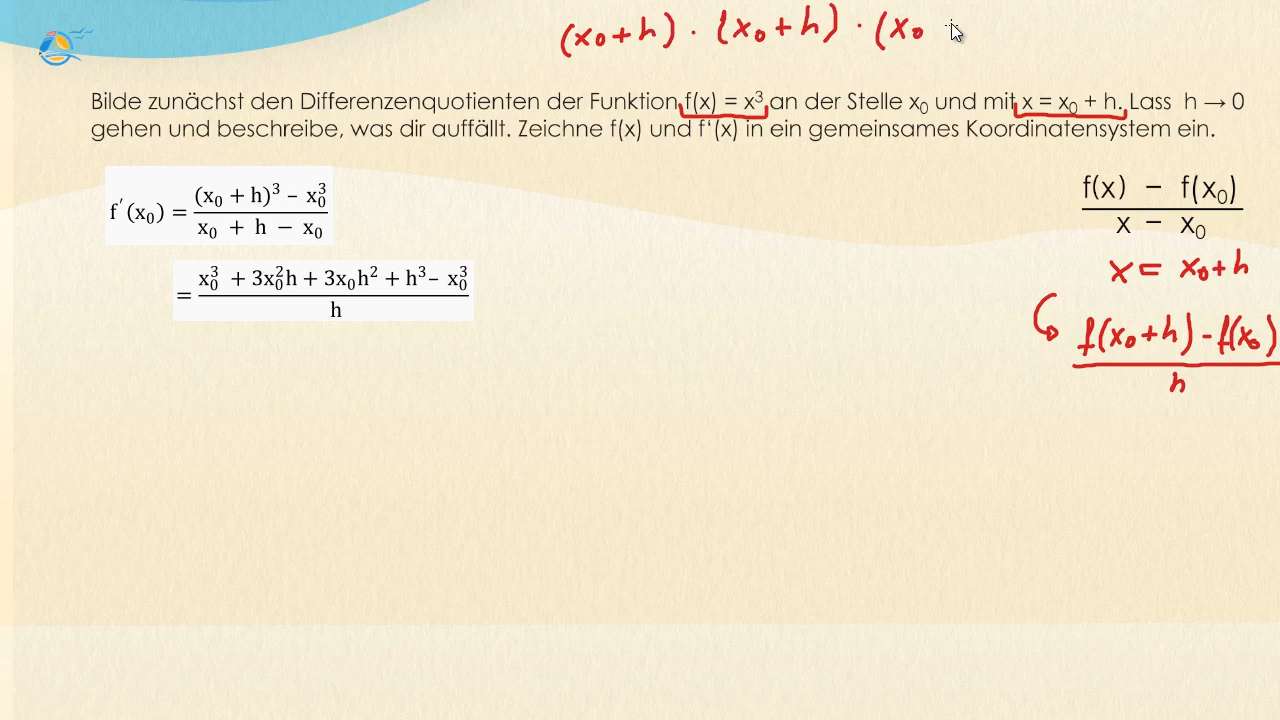 (x₀+h) · (x₀+h) · (x₀
Bilde zunächst den Differenzenquotienten der Funktion f(x) = x³ an der Stelle x₀ und mit x = x₀ + h. Lass h → 0
gehen und beschreibe, was dir auffällt. Zeichne f(x) und f‘(x) in ein gemeinsames Koordinatensystem ein.
f′(x₀) = ((x₀ + h)³ – x₀³) / (x₀ + h − x₀)
= (x₀³ + 3x₀²h + 3x₀h² + h³ – x₀³) / h
f(x) − f(x₀)
x − x₀
x = x₀+h
f(x₀+h) - f(x₀)
h